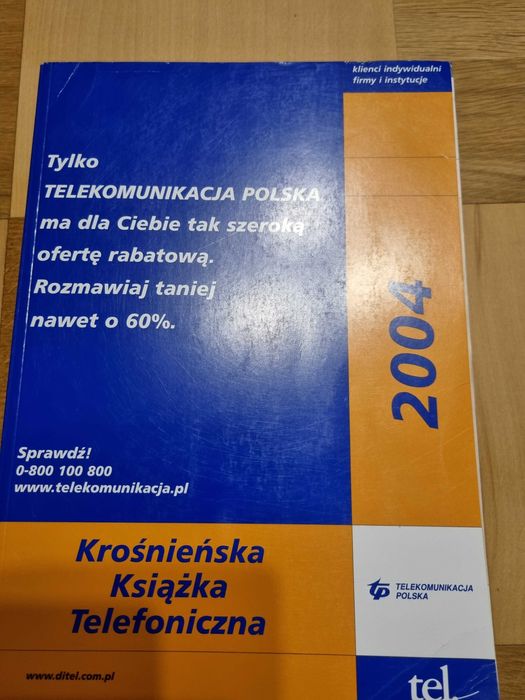 klienci indywidualni
firmy i instytucje
Tylko
TELEKOMUNIKACJA POLSKA
ma dla Ciebie tak szeroką
ofertę rabatową.
Rozmawiaj taniej
nawet o 60%.
2004
Sprawdź!
0-800 100 800
www.telekomunikacja.pl
Krośnieńska
Książka
Telefoniczna
tp TELEKOMUNIKACJA
POLSKA
www.ditel.com.pl
tel.